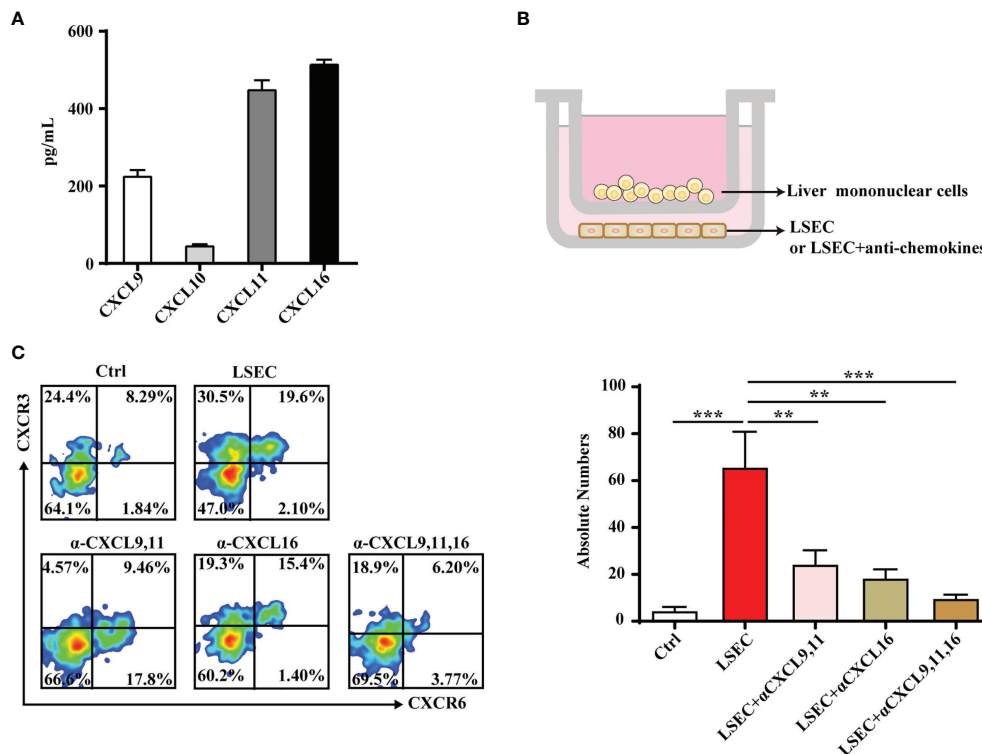 A
600
400
200
0
pg/mL
CXCL9
CXCL10
CXCL11
CXCL16
B
Liver mononuclear cells
LSEC
or LSEC+anti-chemokines
C
Ctrl
LSEC
24.4%
8.29%
30.5%
19.6%
64.1%
1.84%
47.0%
2.10%
α-CXCL9,11
α-CXCL16
α-CXCL9,11,16
4.57%
9.46%
19.3%
15.4%
18.9%
6.20%
66.6%
17.8%
60.2%
1.40%
69.5%
3.77%
CXCR3
CXCR6
100
80
60
40
20
0
Absolute Numbers
***
**
***
**
Ctrl
LSEC
LSEC+αCXCL9,11
LSEC+αCXCL16
LSEC+αCXCL9,11,16